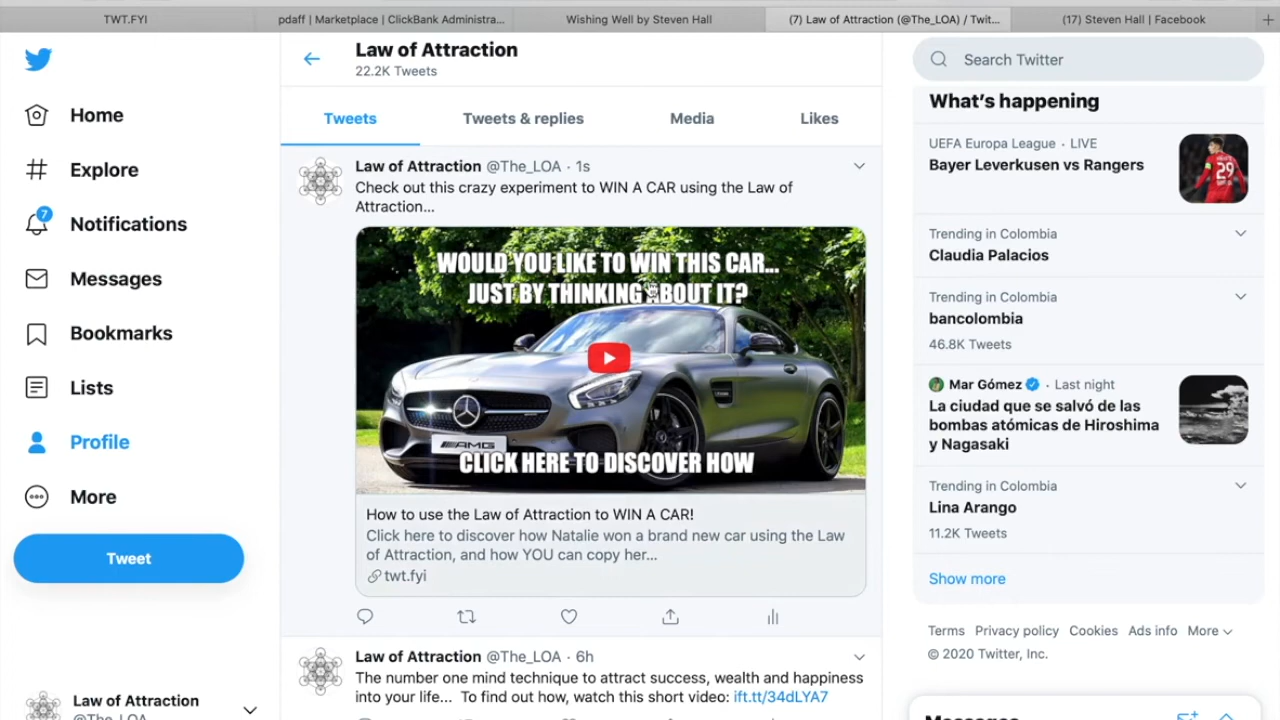 TWT.FYI
pdaff | Marketplace | ClickBank Administra...
Wishing Well by Steven Hall
(7) Law of Attraction (@The_LOA) / Twit...
(17) Steven Hall | Facebook
Home
Explore
7
Notifications
Messages
Bookmarks
Lists
Profile
More
Tweet
Law of Attraction
@The_LOA
Law of Attraction
22.2K Tweets
Tweets
Tweets & replies
Media
Likes
Law of Attraction @The_LOA · 1s
Check out this crazy experiment to WIN A CAR using the Law of
Attraction...
WOULD YOU LIKE TO WIN THIS CAR...
JUST BY THINKING ABOUT IT?
AMG
CLICK HERE TO DISCOVER HOW
How to use the Law of Attraction to WIN A CAR!
Click here to discover how Natalie won a brand new car using the Law
of Attraction, and how YOU can copy her...
twt.fyi
Law of Attraction @The_LOA · 6h
The number one mind technique to attract success, wealth and happiness
into your life... To find out how, watch this short video: ift.tt/34dLYA7
Search Twitter
What's happening
UEFA Europa League · LIVE
Bayer Leverkusen vs Rangers
29
Trending in Colombia
Claudia Palacios
Trending in Colombia
bancolombia
46.8K Tweets
Mar Gómez · Last night
La ciudad que se salvó de las
bombas atómicas de Hiroshima
y Nagasaki
Trending in Colombia
Lina Arango
11.2K Tweets
Show more
Terms Privacy policy Cookies Ads info More
© 2020 Twitter, Inc.
Messages